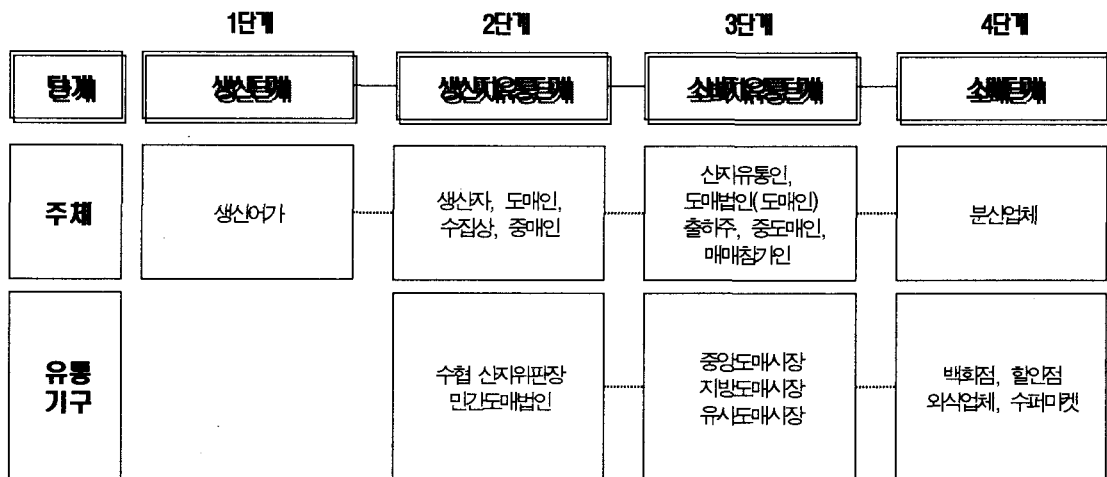 1단계 2단계 3단계 4단계
단계 생산단계 생산지유통단계 소비지유통단계 소비단계
주체 생산어가 생산자, 도매인,
수집상, 중매인 산지유통인,
도매법인(도매인)
출하주, 중도매인,
매매참가인 분산업체
유통
기구 수협 산지위판장
민간도매법인 중앙도매시장
지방도매시장
유사도매시장 백화점, 할인점
외식업체, 수퍼마켓